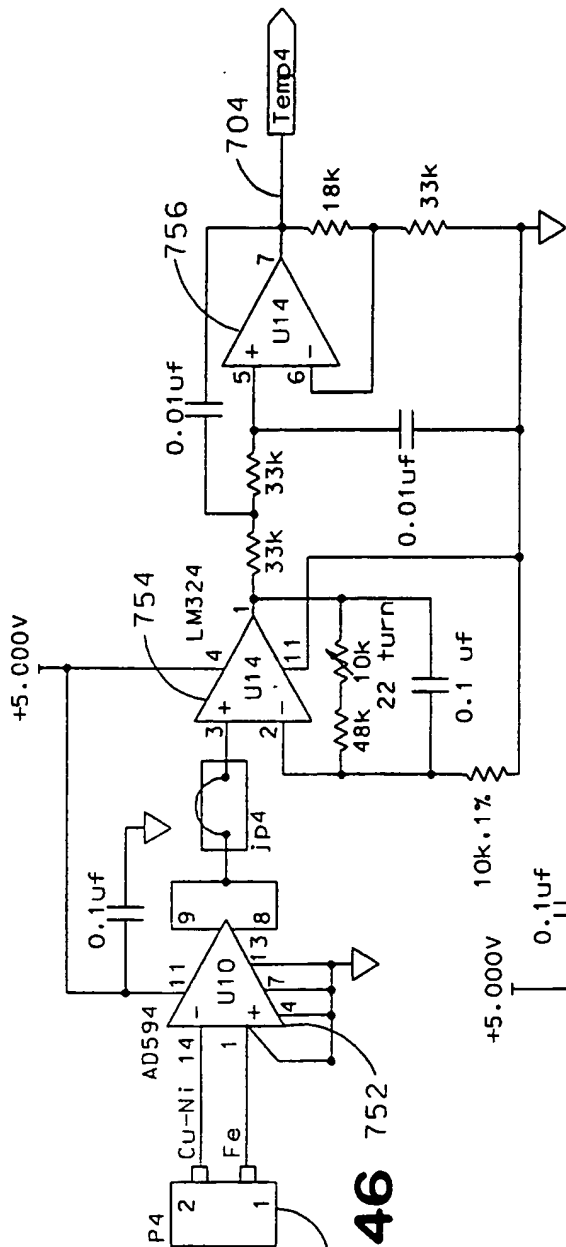 P4
2
1
Cu-Ni
Fe
14
1
AD594
11
-
+
U10
4
7
13
9
8
752
46
0.1uf
+5.000V
jp4
754
LM324
3
2
+
-
U14
4
11
1
48k
10k
22 turn
0.1 uf
10k.1%
33k
33k
0.01uf
0.01uf
756
5
6
+
-
U14
7
704
Temp4
18k
33k
+5.000V
0.1uf